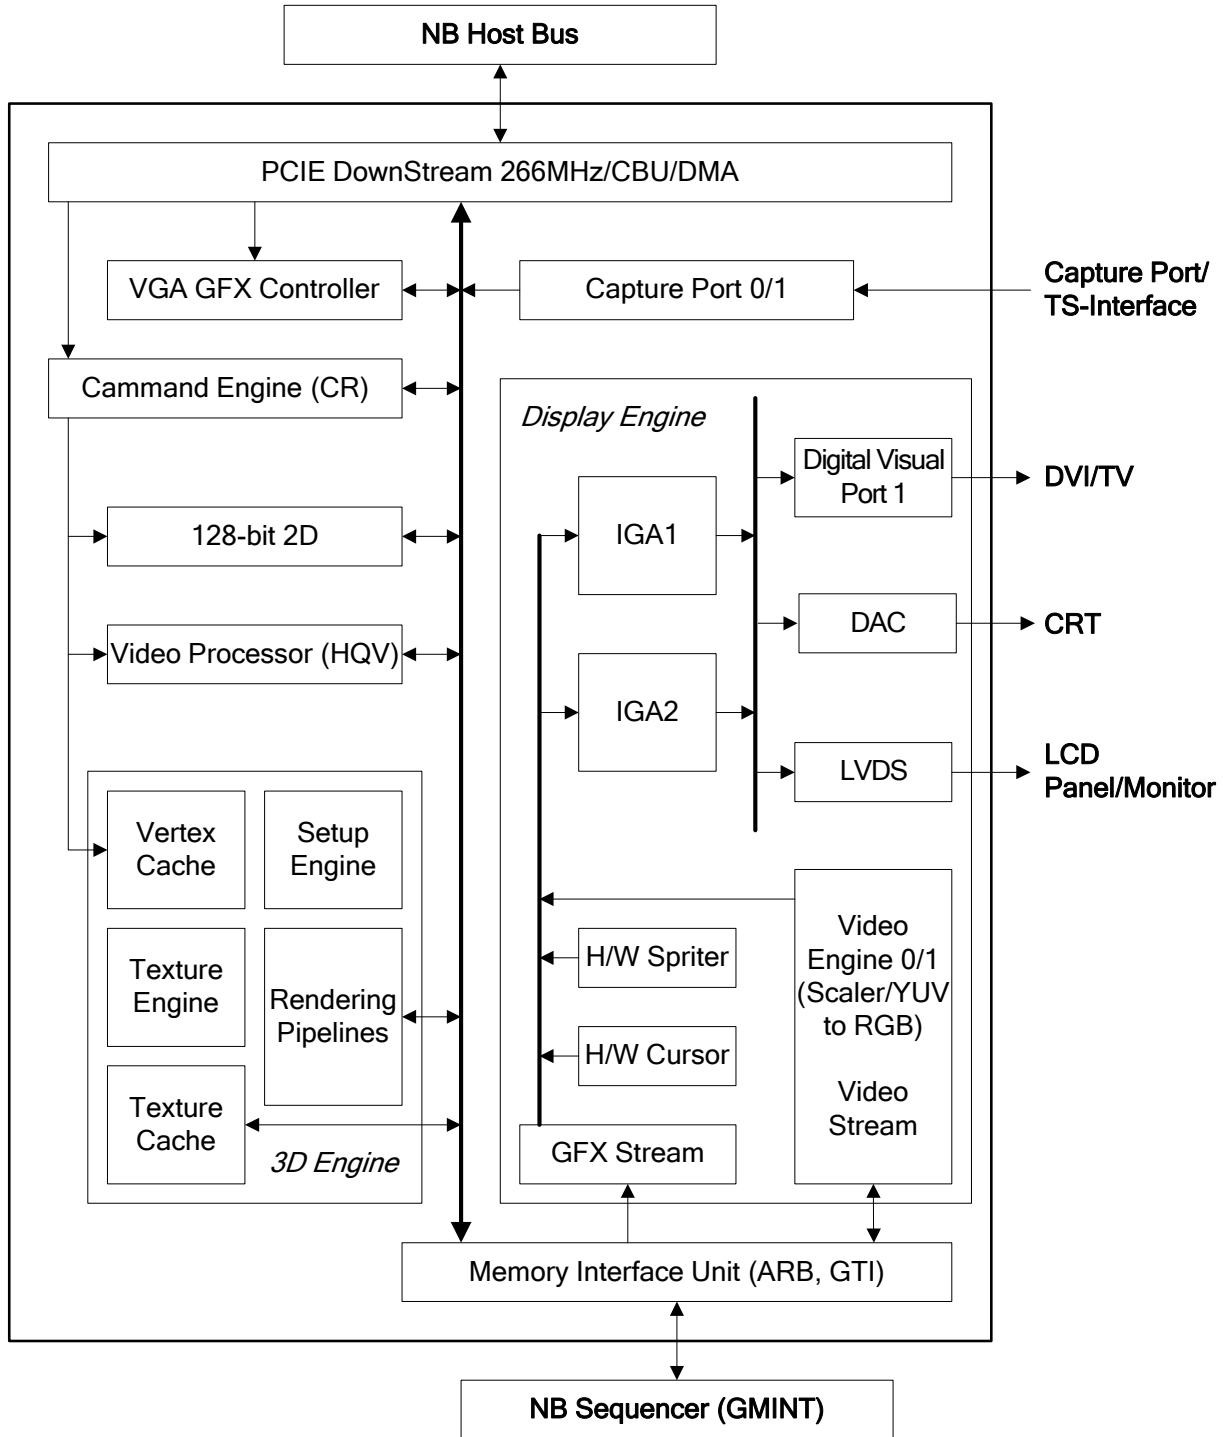 NB Host Bus
PCIE DownStream 266MHz/CBU/DMA
VGA GFX Controller
Capture Port 0/1
Capture Port/
TS-Interface
Cammand Engine (CR)
Display Engine
Digital Visual
Port 1
DVI/TV
IGA1
128-bit 2D
DAC
CRT
Video Processor (HQV)
IGA2
LVDS
LCD
Panel/Monitor
Vertex
Cache
Setup
Engine
Texture
Engine
Rendering
Pipelines
Texture
Cache
3D Engine
H/W Spriter
H/W Cursor
GFX Stream
Video
Engine 0/1
(Scaler/YUV
to RGB)
Video
Stream
Memory Interface Unit (ARB, GTI)
NB Sequencer (GMINT)